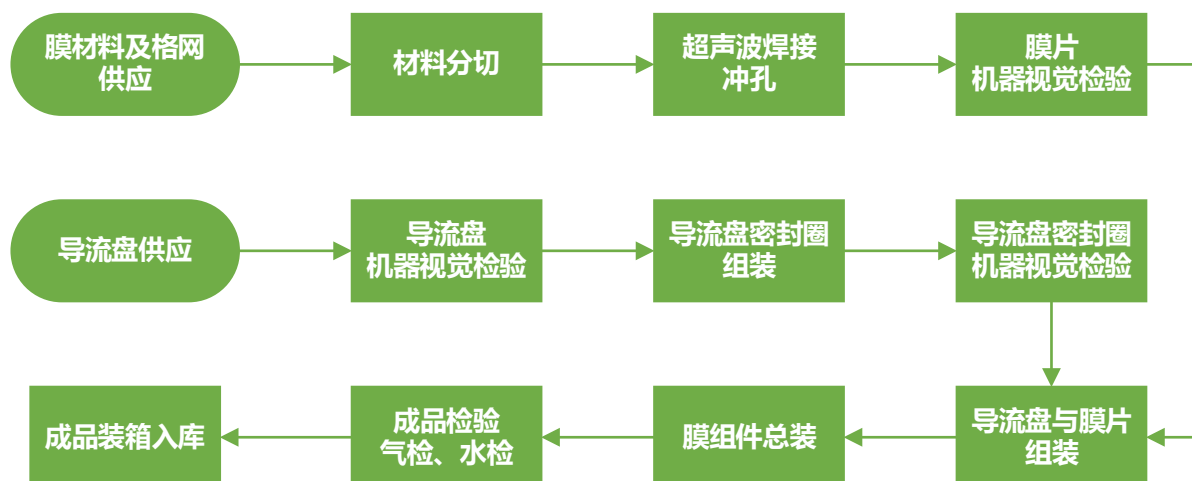 膜材料及格网
供应
材料分切
超声波焊接
冲孔
膜片
机器视觉检验
导流盘供应
导流盘
机器视觉检验
导流盘密封圈
组装
导流盘密封圈
机器视觉检验
成品装箱入库
成品检验
气检、水检
膜组件总装
导流盘与膜片
组装